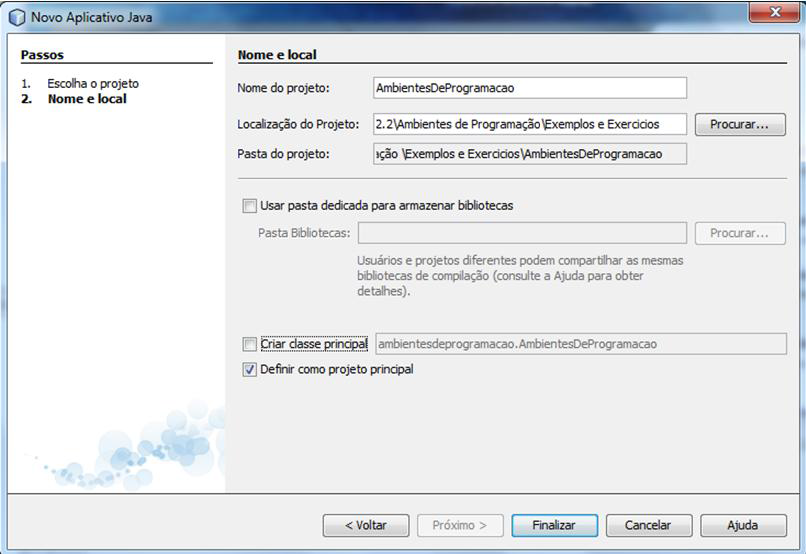 Novo Aplicativo Java
Passos
1. Escolha o projeto
2. Nome e local
Nome e local
Nome do projeto: AmbientesDeProgramacao
Localização do Projeto: 2.2\Ambientes de Programação\Exemplos e Exercicios Procurar...
Pasta do projeto: ação \Exemplos e Exercicios\AmbientesDeProgramacao
Usar pasta dedicada para armazenar bibliotecas
Pasta Bibliotecas: Procurar...
Usuários e projetos diferentes podem compartilhar as mesmas
bibliotecas de compilação (consulte a Ajuda para obter
detalhes).
Criar classe principal ambientesdeprogramacao.AmbientesDeProgramacao
Definir como projeto principal
< Voltar Próximo > Finalizar Cancelar Ajuda